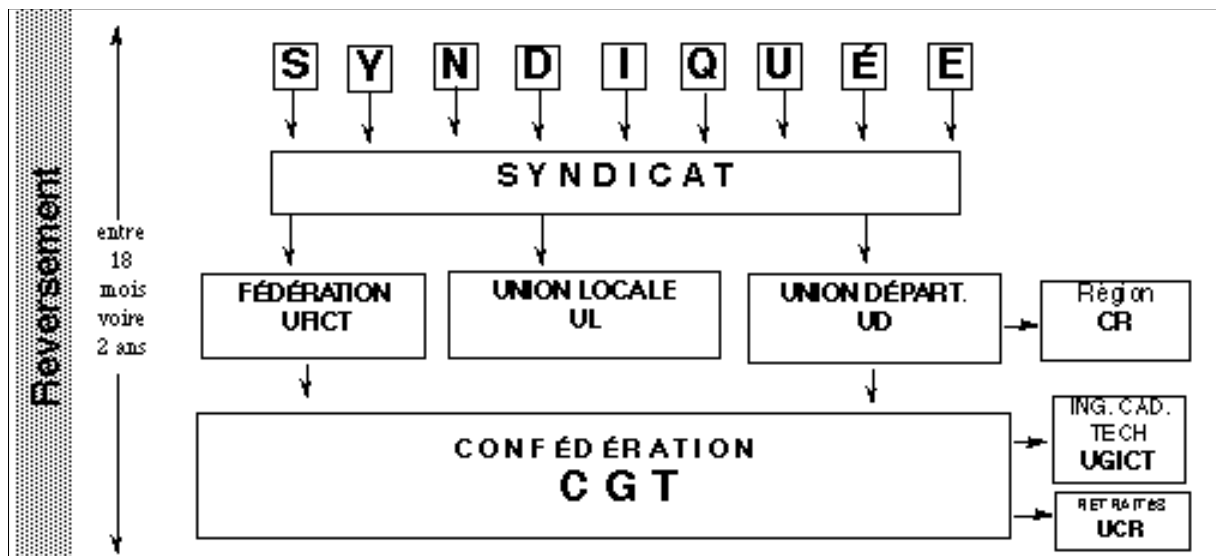 Reversement
entre
18
mois
voire
2 ans
S Y N D I Q U É E
SYNDICAT
FÉDÉRATION
UFICT
UNION LOCALE
UL
UNION DÉPART.
UD
Région
CR
CONFÉDÉRATION
CGT
ING. CAD.
TECH
UGICT
RETRAITéS
UCR